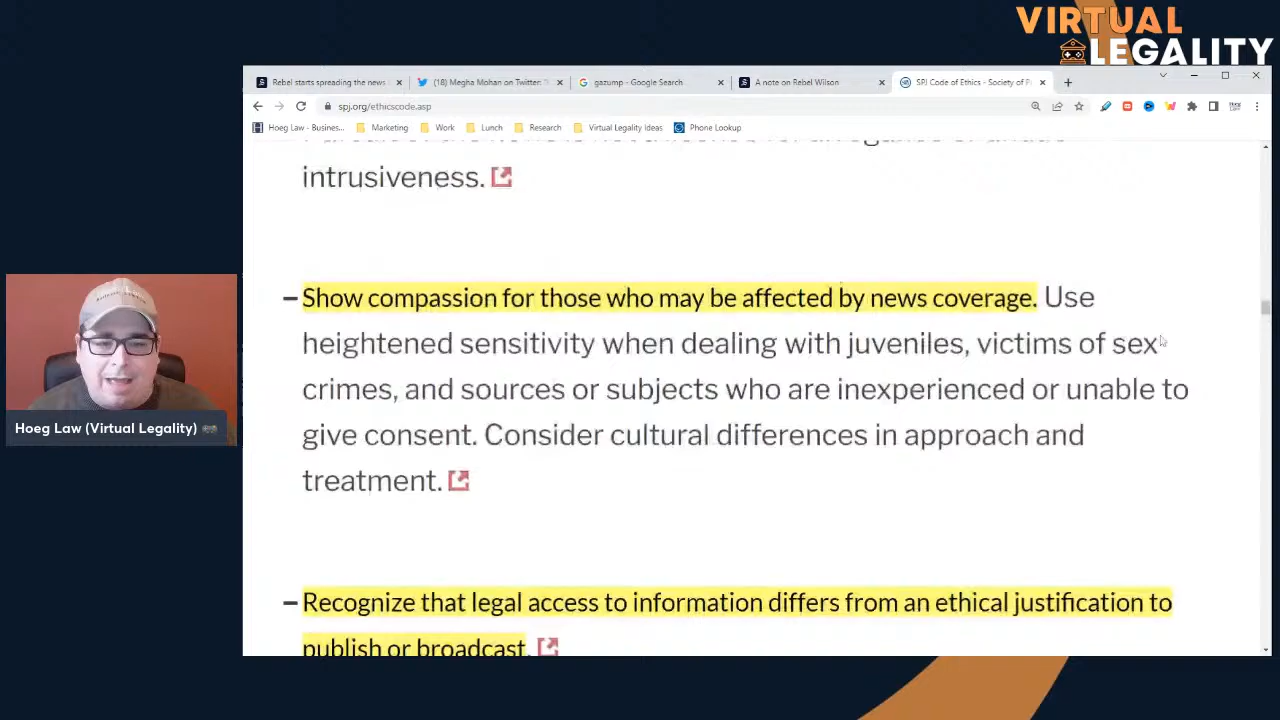 VIRTUAL
LEGALITY
Rebel starts spreading the news
(18) Megha Mohan on Twitter:
gazump - Google Search
A note on Rebel Wilson
SPJ Code of Ethics - Society of P
spj.org/ethicscode.asp
Hoeg Law - Busines...
Marketing
Work
Lunch
Research
Virtual Legality Ideas
Phone Lookup
intrusiveness.
– Show compassion for those who may be affected by news coverage. Use
heightened sensitivity when dealing with juveniles, victims of sex
crimes, and sources or subjects who are inexperienced or unable to
give consent. Consider cultural differences in approach and
treatment.
– Recognize that legal access to information differs from an ethical justification to
publish or broadcast.
Hoeg Law (Virtual Legality)